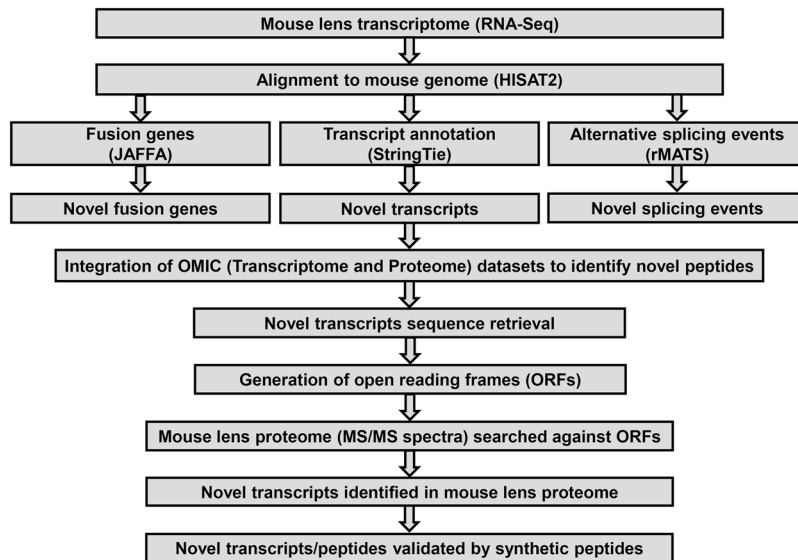 Mouse lens transcriptome (RNA-Seq)
Alignment to mouse genome (HISAT2)
Fusion genes
(JAFFA)
Transcript annotation
(StringTie)
Alternative splicing events
(rMATS)
Novel fusion genes
Novel transcripts
Novel splicing events
Integration of OMIC (Transcriptome and Proteome) datasets to identify novel peptides
Novel transcripts sequence retrieval
Generation of open reading frames (ORFs)
Mouse lens proteome (MS/MS spectra) searched against ORFs
Novel transcripts identified in mouse lens proteome
Novel transcripts/peptides validated by synthetic peptides